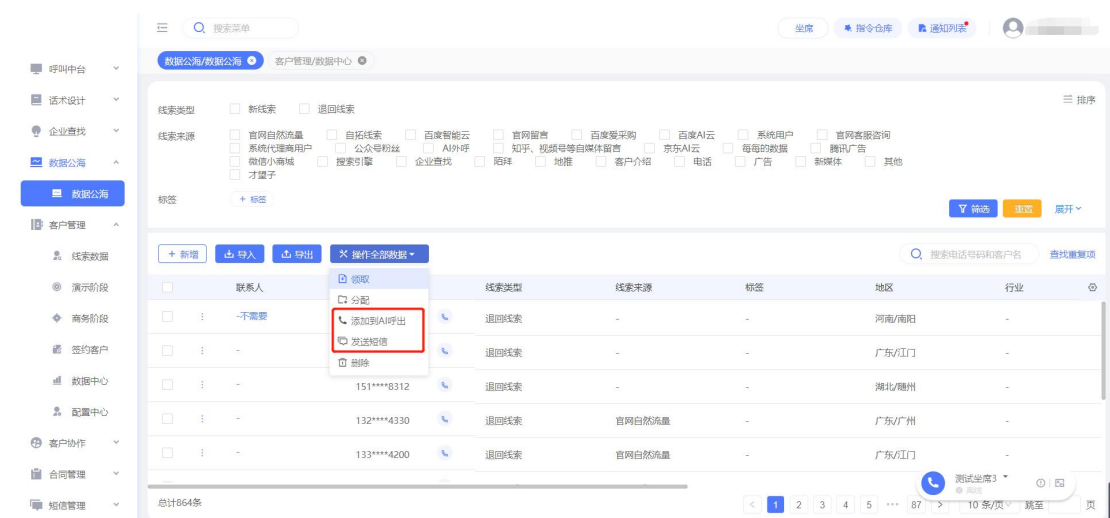 搜索菜单
坐席 指令仓库 通知列表
数据公海/数据公海 客户管理/数据中心
呼叫中台
话术设计
企业查找
数据公海
数据公海
客户管理
线索数据
演示阶段
商务阶段
签约客户
数据中心
配置中心
客户协作
合同管理
短信管理
排序
线索类型 新线索 退回线索
线索来源 官网自然流量 自拓线索 百度智能云 官网留言 百度爱采购 百度AI云 系统用户 官网客服咨询
系统代理商用户 公众号粉丝 AI外呼 知乎、视频号等自媒体留言 京东AI云 每每的数据 腾讯广告
微信小商城 搜索引擎 企业查找 陌拜 地推 客户介绍 电话 广告 新媒体 其他
才望子
标签 + 标签
筛选 重置 展开
+ 新增 导入 导出 操作全部数据 搜索电话号码和客户名 查找重复项
领取
分配
添加到AI呼出
发送短信
删除
联系人 线索类型 线索来源 标签 地区 行业
-不需要 退回线索 - - 河南/南阳 -
- 退回线索 - - 广东/江门 -
- 151****8312 退回线索 - - 湖北/随州 -
- 132****4330 退回线索 官网自然流量 - 广东/广州 -
- 133****4200 退回线索 官网自然流量 - 广东/江门 -
测试坐席3
离线
总计864条 < 1 2 3 4 5 ··· 87 > 10 条/页 跳至 页